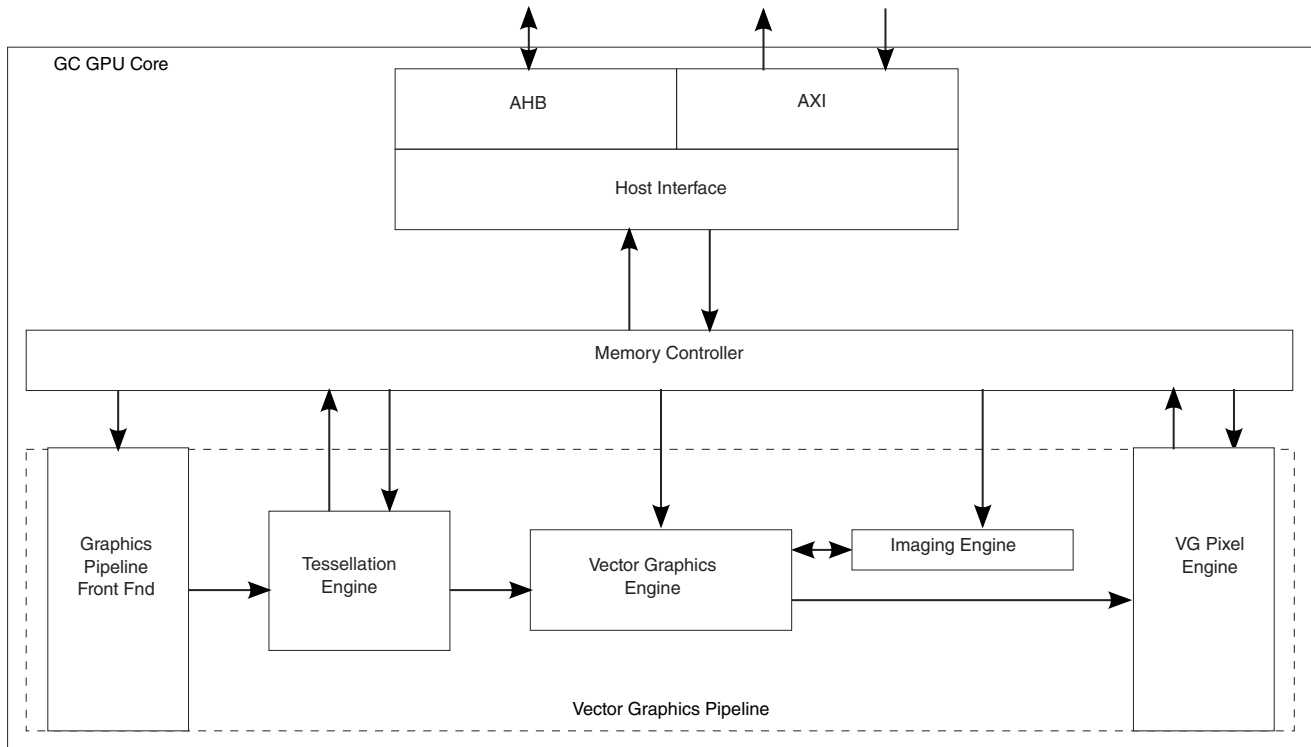 GC GPU Core
AHB
AXI
Host Interface
Memory Controller
Graphics
Pipeline
Front Fnd
Tessellation
Engine
Vector Graphics
Engine
Imaging Engine
VG Pixel
Engine
Vector Graphics Pipeline